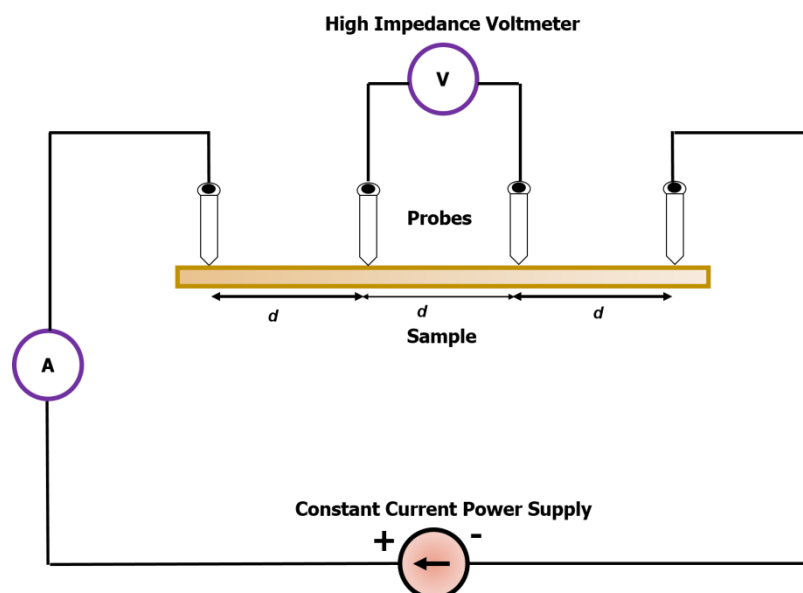 High Impedance Voltmeter
V
Probes
d
d
d
Sample
A
Constant Current Power Supply
+
-